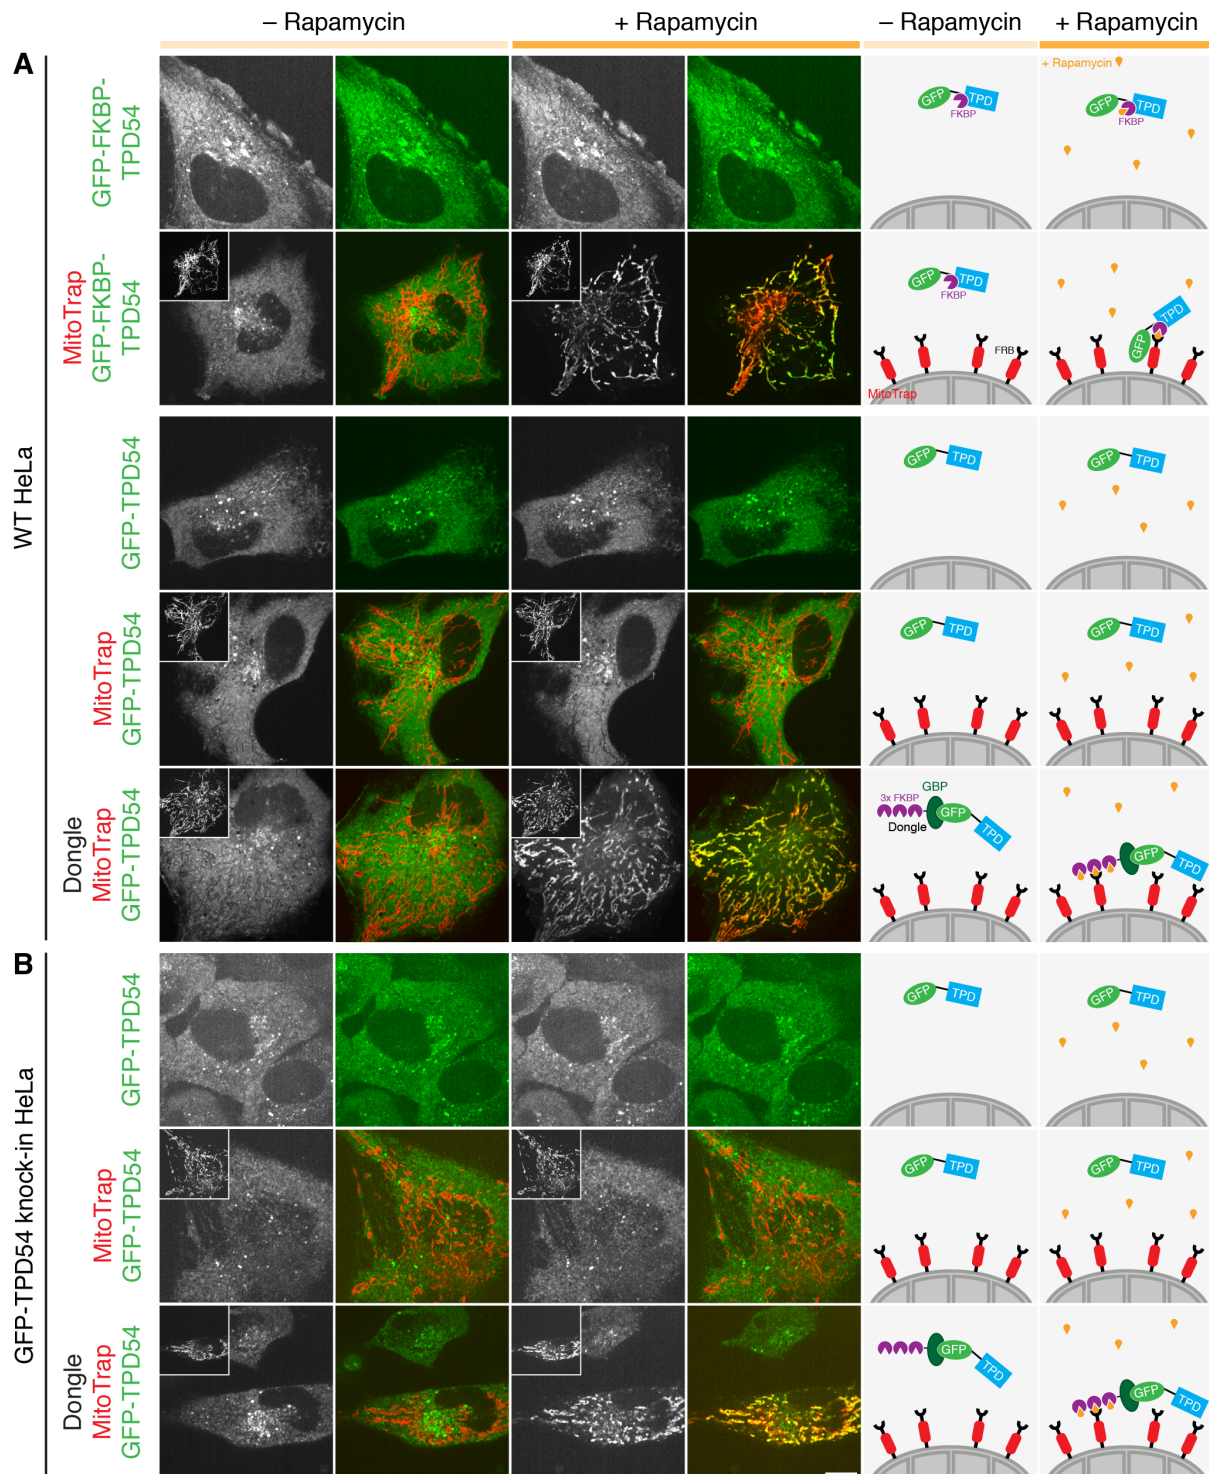 – Rapamycin
+ Rapamycin
– Rapamycin
+ Rapamycin
A
WT HeLa
GFP-FKBP-
TPD54
GFP
TPD
FKBP
+ Rapamycin
GFP
TPD
FKBP
MitoTrap
GFP-FKBP-
TPD54
GFP
TPD
FKBP
FRB
MitoTrap
GFP
TPD
GFP-TPD54
GFP
TPD
GFP
TPD
MitoTrap
GFP-TPD54
GFP
TPD
GFP
TPD
Dongle
MitoTrap
GFP-TPD54
3x FKBP
GBP
GFP
Dongle
TPD
GFP
TPD
B
GFP-TPD54 knock-in HeLa
GFP-TPD54
GFP
TPD
GFP
TPD
MitoTrap
GFP-TPD54
GFP
TPD
GFP
TPD
Dongle
MitoTrap
GFP-TPD54
GFP
TPD
GFP
TPD